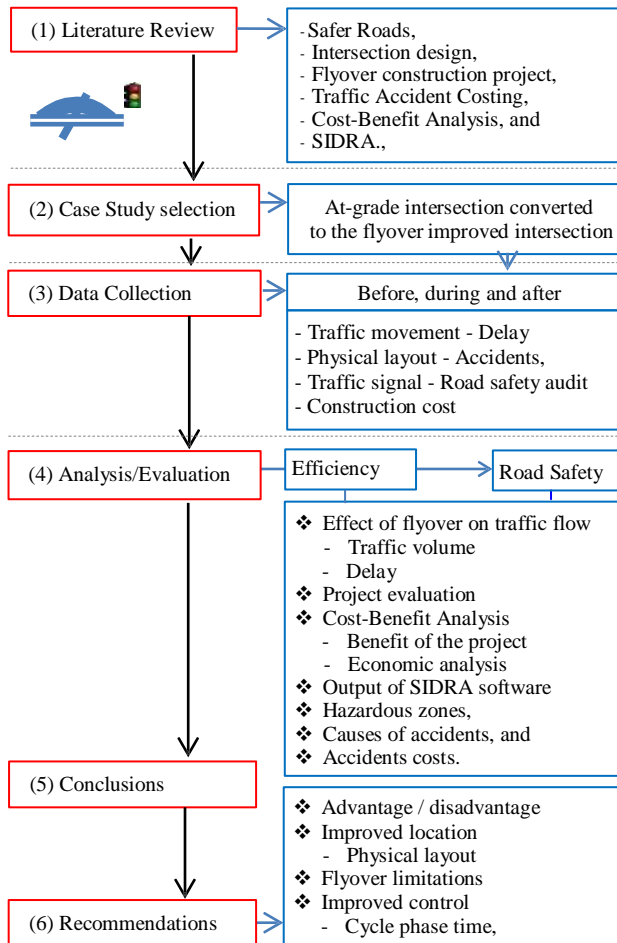 (1) Literature Review
- Safer Roads,
- Intersection design,
- Flyover construction project,
- Traffic Accident Costing,
- Cost-Benefit Analysis, and
- SIDRA.,
(2) Case Study selection
At-grade intersection converted
to the flyover improved intersection
(3) Data Collection
Before, during and after
- Traffic movement - Delay
- Physical layout - Accidents,
- Traffic signal - Road safety audit
- Construction cost
(4) Analysis/Evaluation
Efficiency
Road Safety
❖ Effect of flyover on traffic flow
- Traffic volume
- Delay
❖ Project evaluation
❖ Cost-Benefit Analysis
- Benefit of the project
- Economic analysis
❖ Output of SIDRA software
❖ Hazardous zones,
❖ Causes of accidents, and
❖ Accidents costs.
(5) Conclusions
❖ Advantage / disadvantage
❖ Improved location
- Physical layout
❖ Flyover limitations
❖ Improved control
- Cycle phase time,
(6) Recommendations